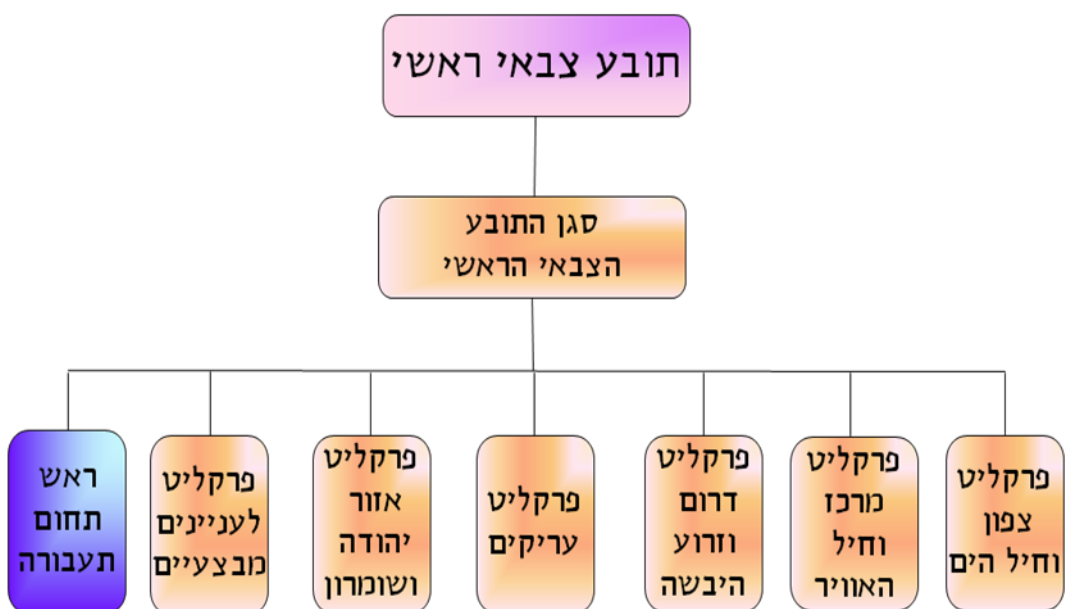 תובע צבאי ראשי
סגן התובע
הצבאי הראשי
פרקליט
צפון
וחיל הים
פרקליט
מרכז
וחיל
האוויר
פרקליט
דרום
וזרוע
היבשה
פרקליט
עריקים
פרקליט
אזור
יהודה
ושומרון
פרקליט
לעניינים
מבצעיים
ראש
תחום
תעבורה